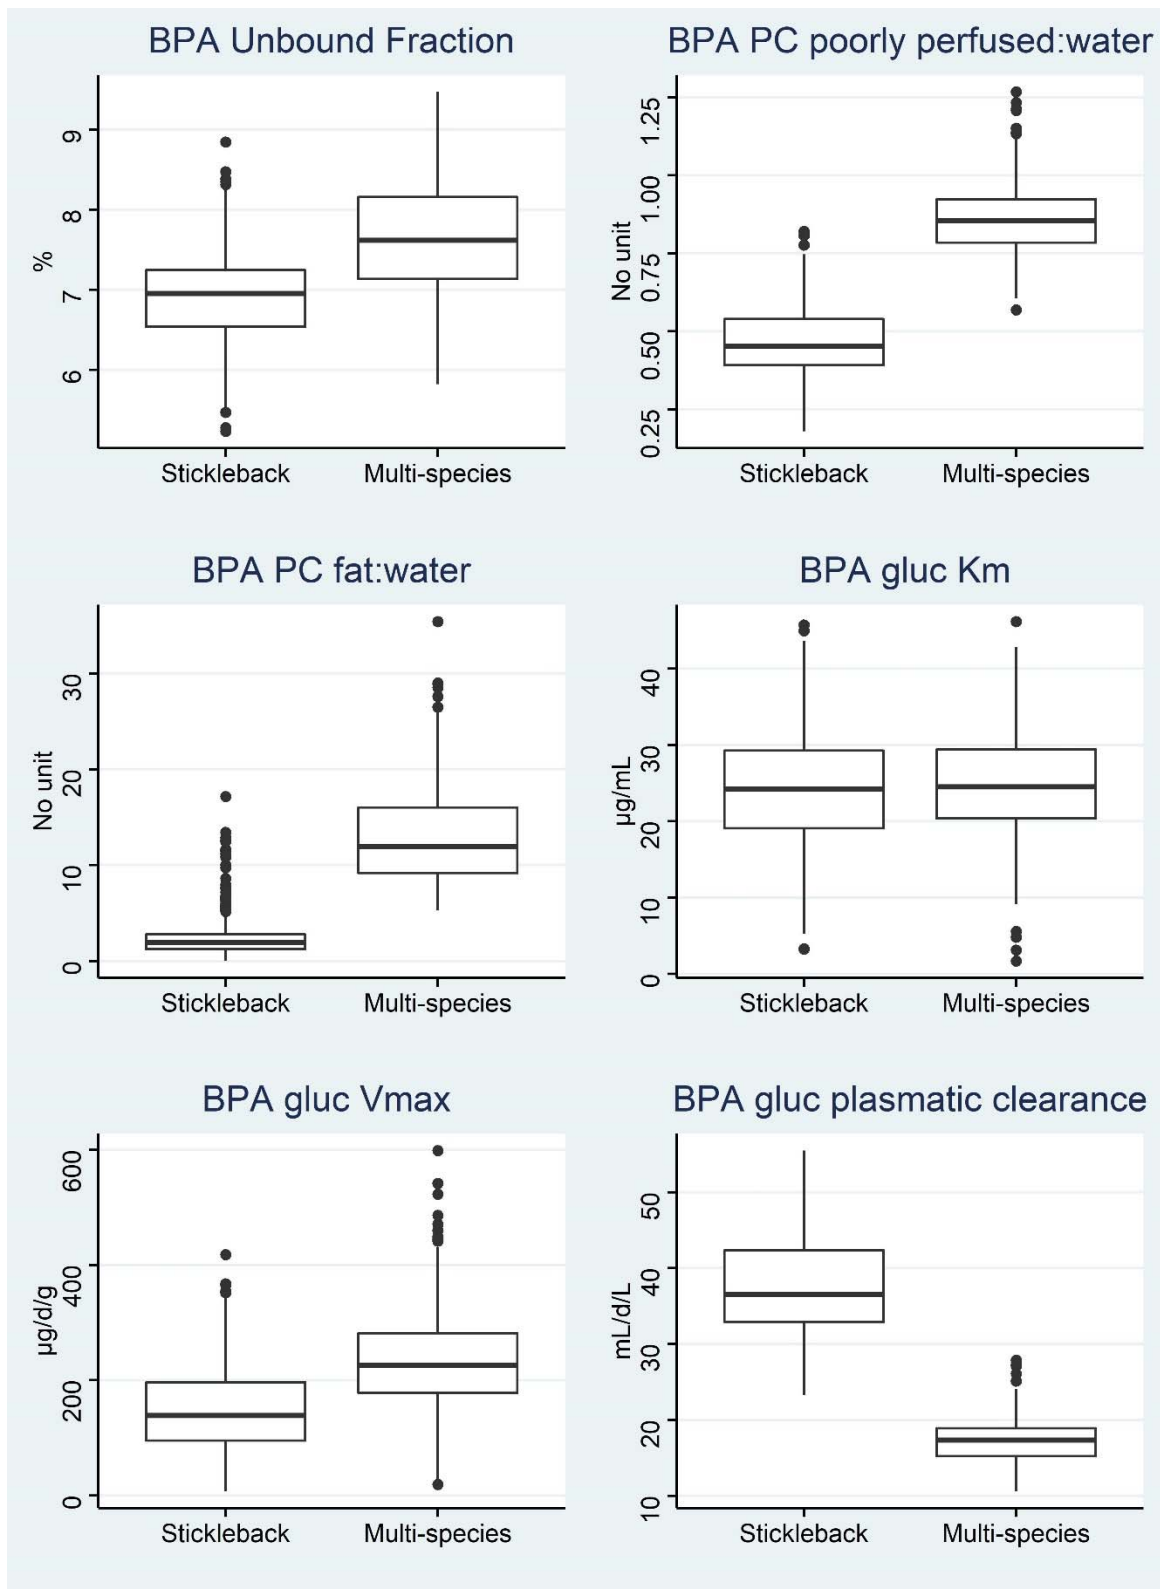 BPA Unbound Fraction
%
9
8
7
6
Stickleback Multi-species
BPA PC poorly perfused:water
No unit
1.25
1.00
0.75
0.50
0.25
Stickleback Multi-species
BPA PC fat:water
No unit
30
20
10
0
Stickleback Multi-species
BPA gluc Km
µg/mL
40
30
20
10
0
Stickleback Multi-species
BPA gluc Vmax
µg/d/g
600
400
200
0
Stickleback Multi-species
BPA gluc plasmatic clearance
mL/d/L
50
40
30
20
10
Stickleback Multi-species